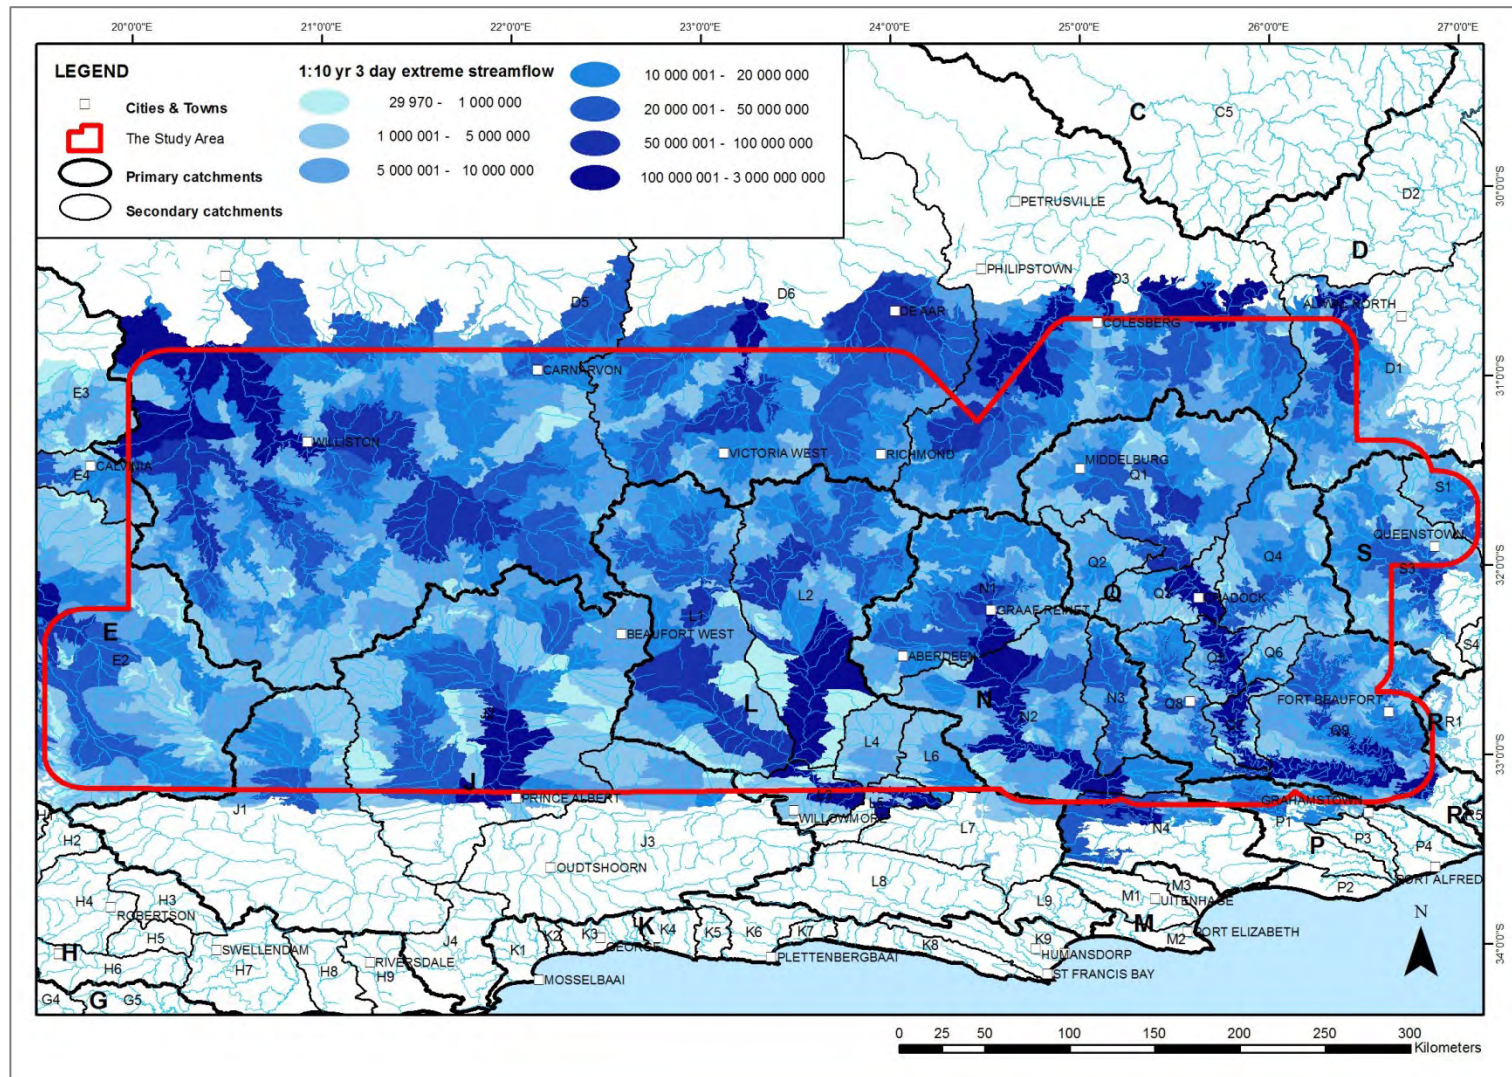 20°0'0"E 21°0'0"E 22°0'0"E 23°0'0"E 24°0'0"E 25°0'0"E 26°0'0"E 27°0'0"E
LEGEND
Cities & Towns
The Study Area
Primary catchments
Secondary catchments
1:10 yr 3 day extreme streamflow
29 970 - 1 000 000
1 000 001 - 5 000 000
5 000 001 - 10 000 000
10 000 001 - 20 000 000
20 000 001 - 50 000 000
50 000 001 - 100 000 000
100 000 001 - 3 000 000 000
C
C5
D2
30°0'0"S
PETRUSVILLE
D
PHILIPSTOWN
D3
D5
D6
DE AAR
COLESBERG
D1
31°0'0"S
CARNARVON
E3
WILLISTON
CALVINIA
E4
VICTORIA WEST
RICHMOND
MIDDELBURG
Q1
S1
QUEENSTOWN
S
S3
32°0'0"S
Q4
Q2
Q
L2
N1
GRAAF REINET
L1
BEAUFORT WEST
E
E2
ABERDEEN
Q6
S4
L
N
N2
N3
Q8
FORT BEAUFORT
R
R1
Q9
L4
L6
33°0'0"S
J
PRINCE ALBERT
J1
WILLOWMORE
L5
L7
GRAHAMSTOWN
P1
N4
P
P3
P4
R
R5
H1
H2
J3
OUDTSHOORN
L8
PORT ALFRED
P2
M3
M1
UITENHAGE
L9
H4
H3
ROBERTSON
H5
M
M2
PORT ELIZABETH
34°0'0"S
H
H6
SWELLENDAM
H7
H8
RIVERSDALE
H9
J4
K1
K2
K3
GEORGE
K
K4
K5
K6
K7
K8
K9
HUMANSDORP
PLETTENBERGBAAI
ST FRANCIS BAY
MOSSELBAAI
G4
G
G5
N
0 25 50 100 150 200 250 300
Kilometers